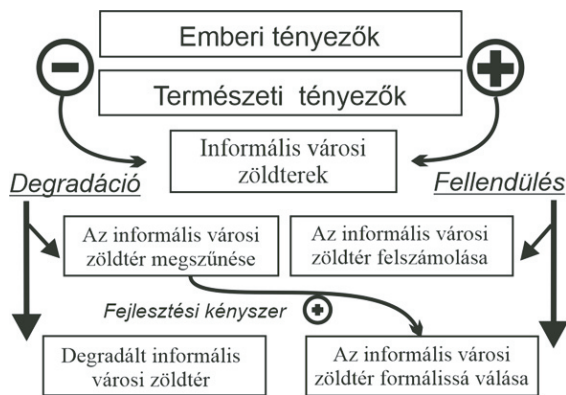 Emberi tényezők
Természeti tényezők
Informális városi
zöldterek
Degradáció
Fellendülés
Az informális városi
zöldtér megszűnése
Az informális városi
zöldtér felszámolása
Fejlesztési kényszer
Degradált informális
városi zöldtér
Az informális városi
zöldtér formálissá válása